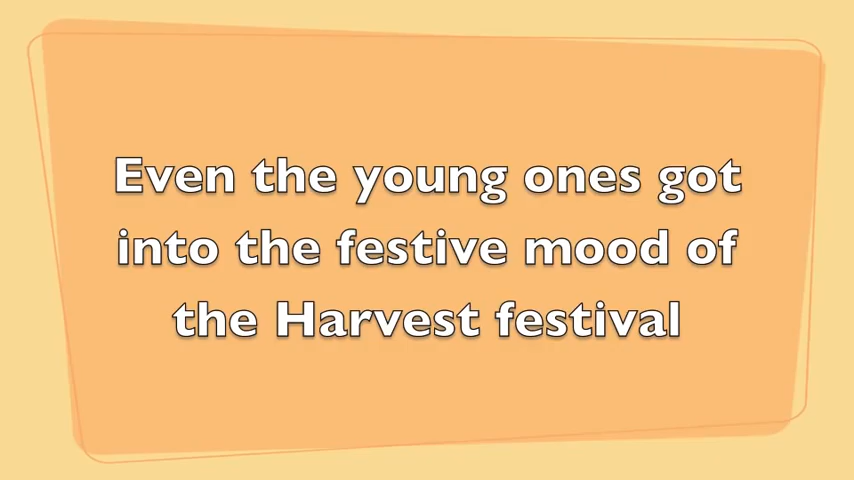 Even the young ones got
into the festive mood of
the Harvest festival